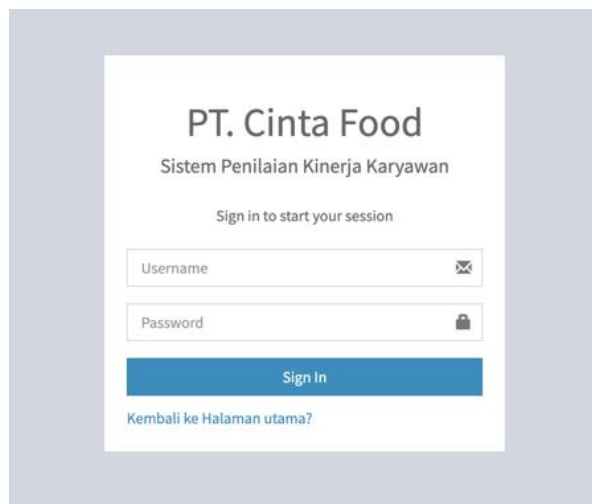 PT. Cinta Food
Sistem Penilaian Kinerja Karyawan
Sign in to start your session
Username
Password
Sign In
Kembali ke Halaman utama?